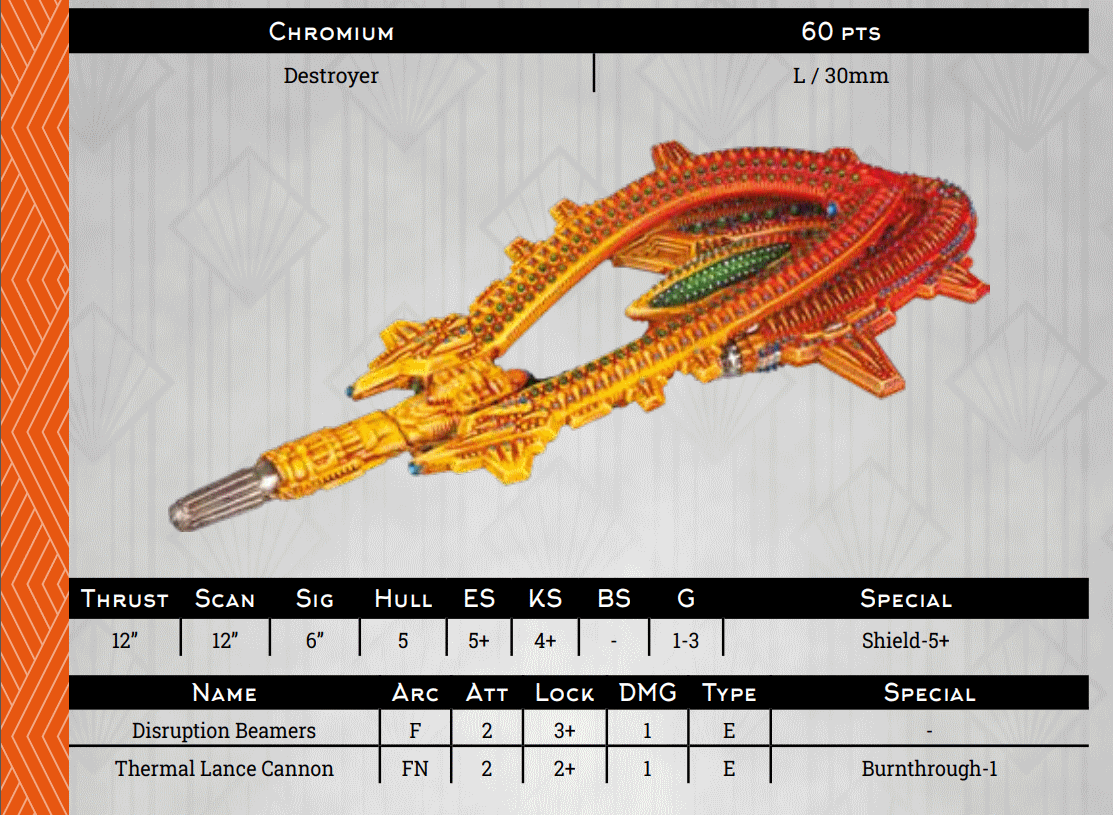 Chromium 60 pts
Destroyer L / 30mm
Thrust Scan Sig Hull ES KS BS G Special
12” 12” 6” 5 5+ 4+ - 1-3 Shield-5+
Name Arc Att Lock DMG Type Special
Disruption Beamers F 2 3+ 1 E -
Thermal Lance Cannon FN 2 2+ 1 E Burnthrough-1